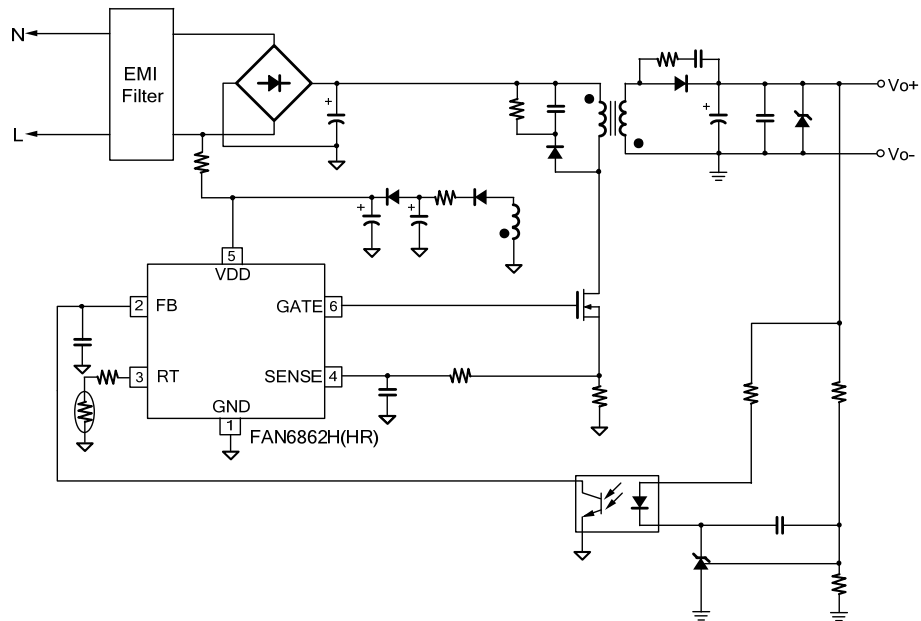 N
EMI
Filter
L
+
+
Vo+
Vo-
+
+
5
VDD
2 FB
GATE 6
3 RT
SENSE 4
GND
1
FAN6862H(HR)